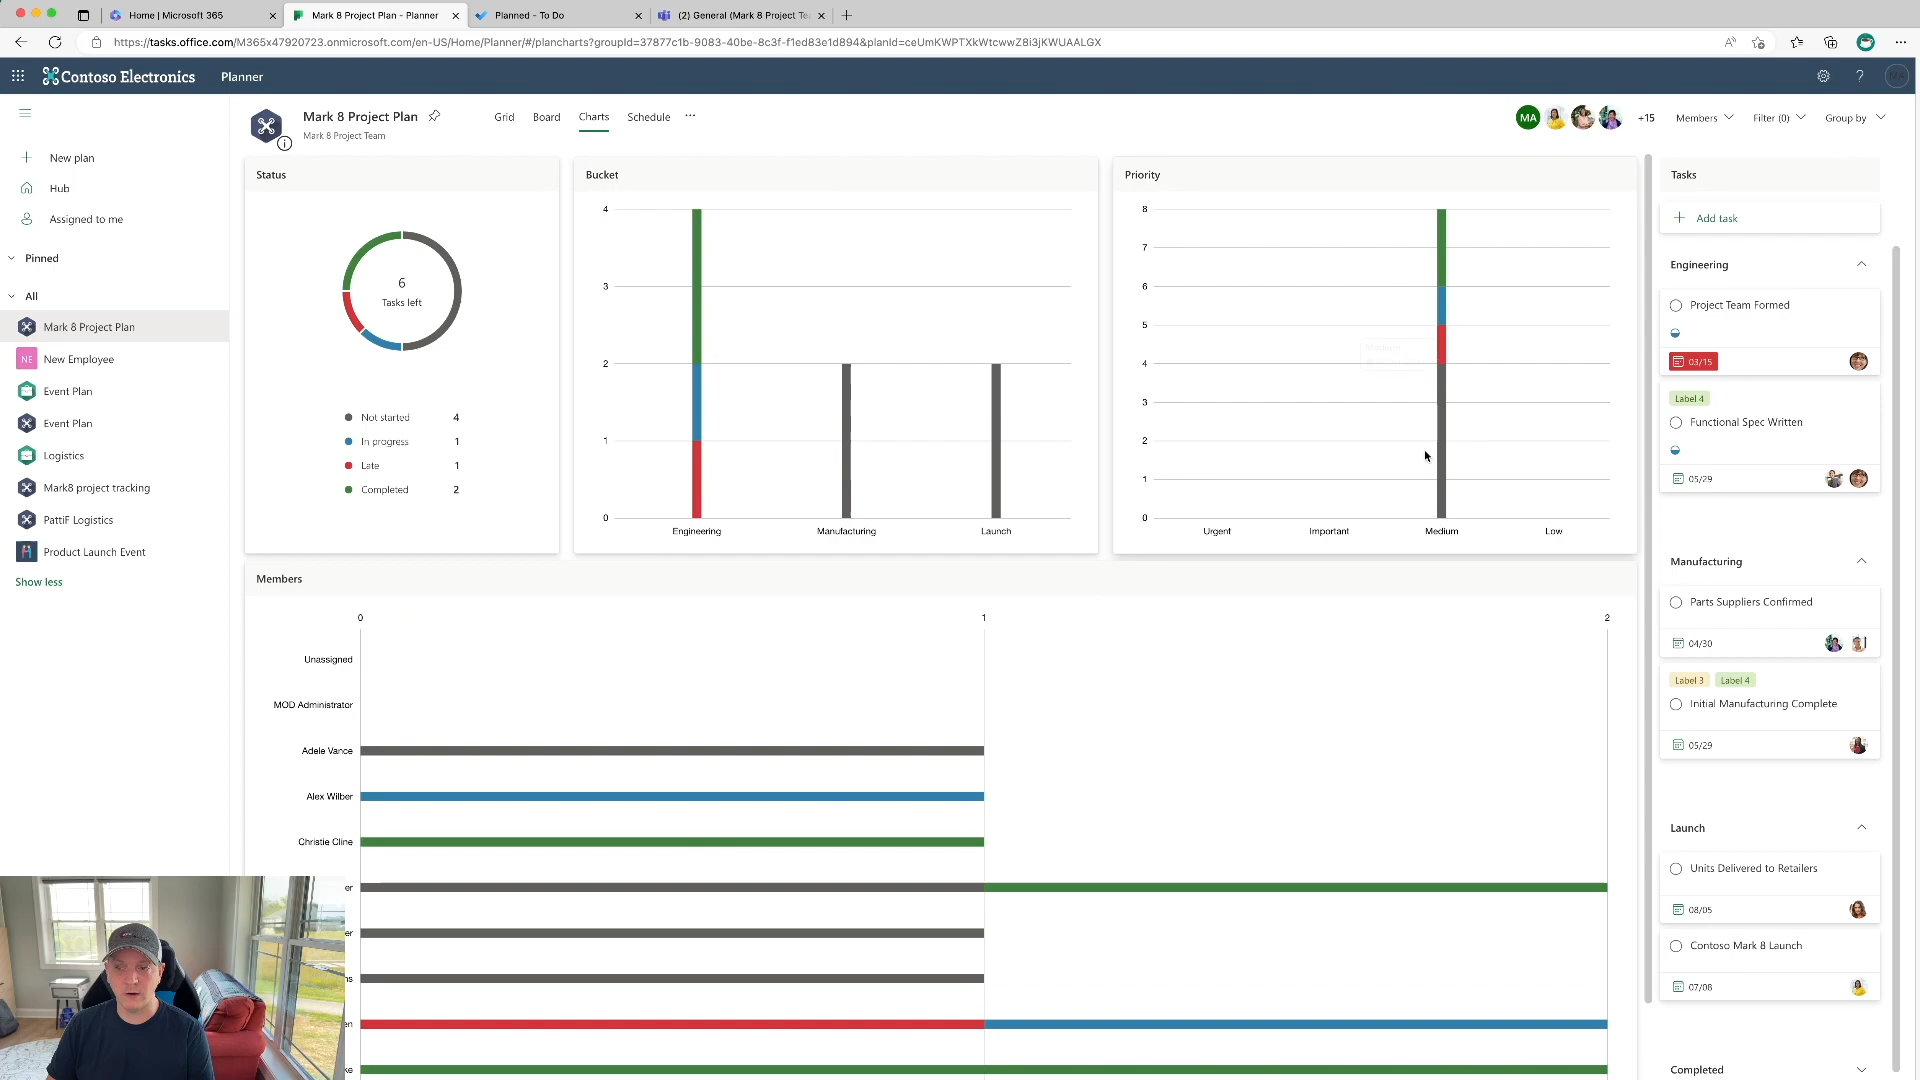 Home | Microsoft 365
Mark 8 Project Plan - Planner
Planned - To Do
(2) General (Mark 8 Project Te
https://tasks.office.com/M365x47920723.onmicrosoft.com/en-US/Home/Planner/#/plancharts?groupId=37877c1b-9083-40be-8c3f-f1ed83e1d894&planId=ceUmKWPTXkWtcwwZ8i3jKWUAALGX
Contoso Electronics
Planner
?
MA
Mark 8 Project Plan
Mark 8 Project Team
Grid
Board
Charts
Schedule
...
MA
+15
Members
Filter (0)
Group by
New plan
Hub
Assigned to me
Pinned
All
Mark 8 Project Plan
NE
New Employee
Event Plan
Event Plan
Logistics
Mark8 project tracking
PattiF Logistics
Product Launch Event
Show less
Status
6
Tasks left
Not started 4
In progress 1
Late 1
Completed 2
Bucket
4
3
2
1
0
Engineering
Manufacturing
Launch
Priority
8
7
6
5
4
3
2
1
0
Urgent
Important
Medium
Low
Members
0
1
2
Unassigned
MOD Administrator
Adele Vance
Alex Wilber
Christie Cline
er
er
ns
en
ke
Tasks
Add task
Engineering
Project Team Formed
03/15
Label 4
Functional Spec Written
05/29
Manufacturing
Parts Suppliers Confirmed
04/30
Label 3
Label 4
Initial Manufacturing Complete
05/29
Launch
Units Delivered to Retailers
08/05
Contoso Mark 8 Launch
07/08
Completed